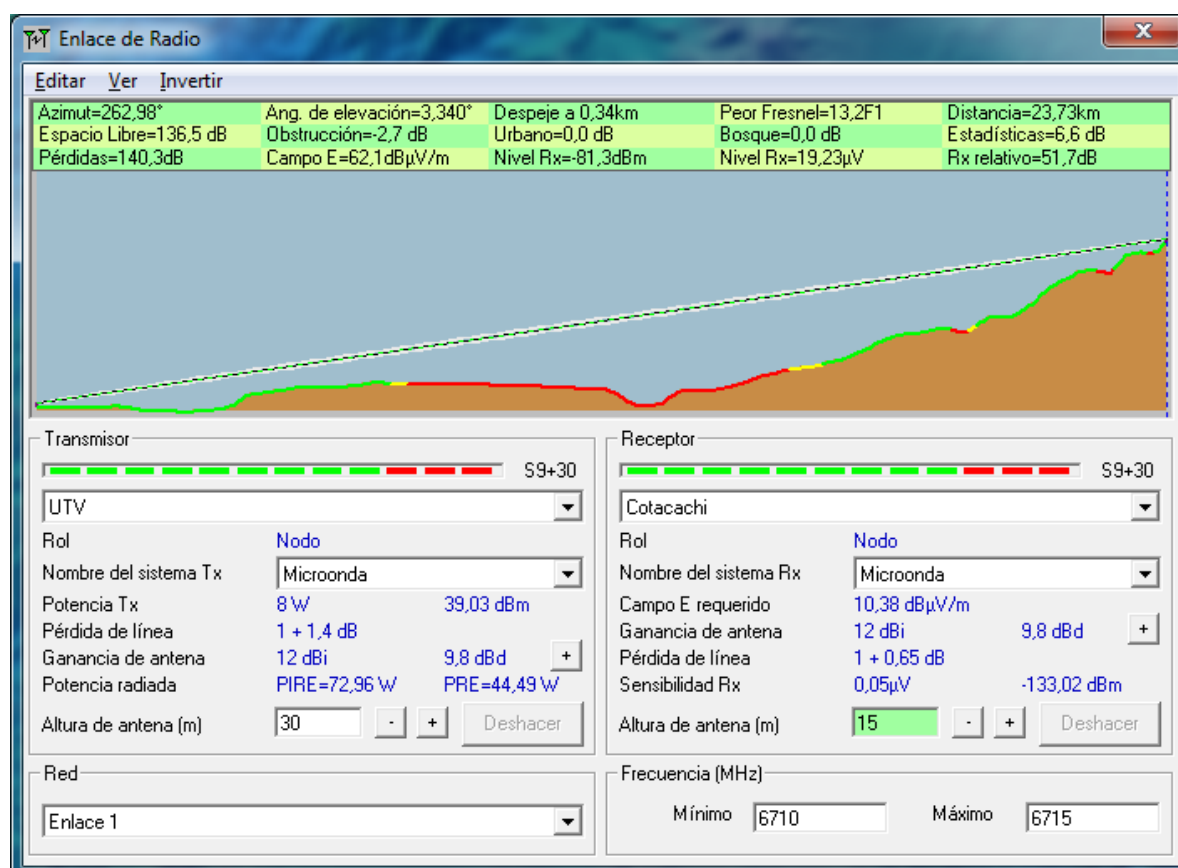 Enlace de Radio
Editar Ver Invertir
Azimut=262,98° Ang. de elevación=3,340° Despeje a 0,34km Peor Fresnel=13,2F1 Distancia=23,73km
Espacio Libre=136,5 dB Obstrucción=-2,7 dB Urbano=0,0 dB Bosque=0,0 dB Estadísticas=6,6 dB
Pérdidas=140,3dB Campo E=62,1dBµV/m Nivel Rx=-81,3dBm Nivel Rx=19,23µV Rx relativo=51,7dB
Transmisor
S9+30
UTV
Rol Nodo
Nombre del sistema Tx Microonda
Potencia Tx 8 W 39,03 dBm
Pérdida de línea 1 + 1,4 dB
Ganancia de antena 12 dBi 9,8 dBd +
Potencia radiada PIRE=72,96 W PRE=44,49 W
Altura de antena (m) 30 - + Deshacer
Receptor
S9+30
Cotacachi
Rol Nodo
Nombre del sistema Rx Microonda
Campo E requerido 10,38 dBµV/m
Ganancia de antena 12 dBi 9,8 dBd +
Pérdida de línea 1 + 0,65 dB
Sensibilidad Rx 0,05µV -133,02 dBm
Altura de antena (m) 15 - + Deshacer
Red
Enlace 1
Frecuencia (MHz)
Mínimo 6710 Máximo 6715